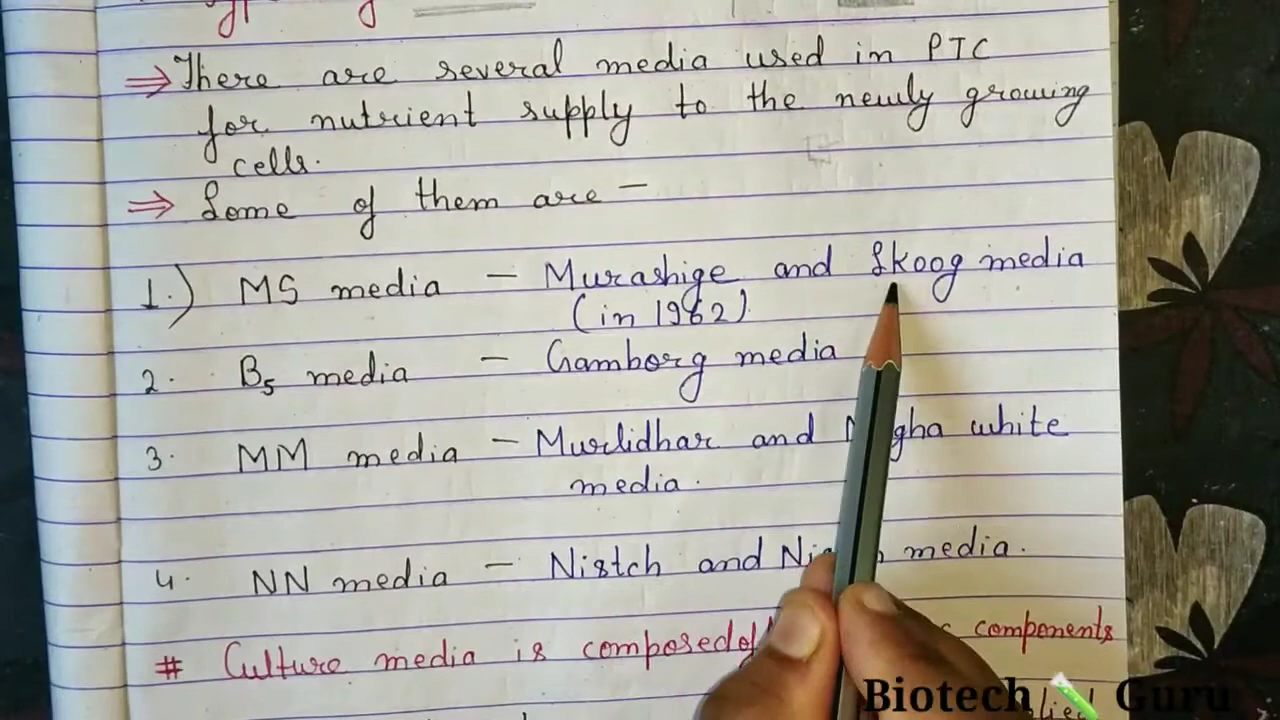 ⇒ There are several media used in PTC
for nutrient supply to the newly growing
cells.
⇒ Some of them are —
1.) MS media — Murashige and Skoog media
(in 1962)
2. B5 media — Gamborg media
3. MM media — Murlidhar and white
media.
4. NN media — Nistch and media.
# Culture media is composed of components
Biotech Guru